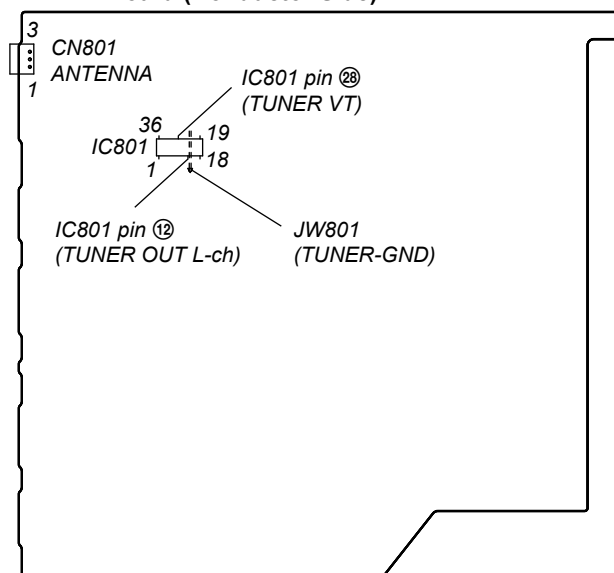 3
CN801
ANTENNA
1
IC801 pin ㉘
(TUNER VT)
36
19
IC801
1
18
IC801 pin ⑫
(TUNER OUT L-ch)
JW801
(TUNER-GND)